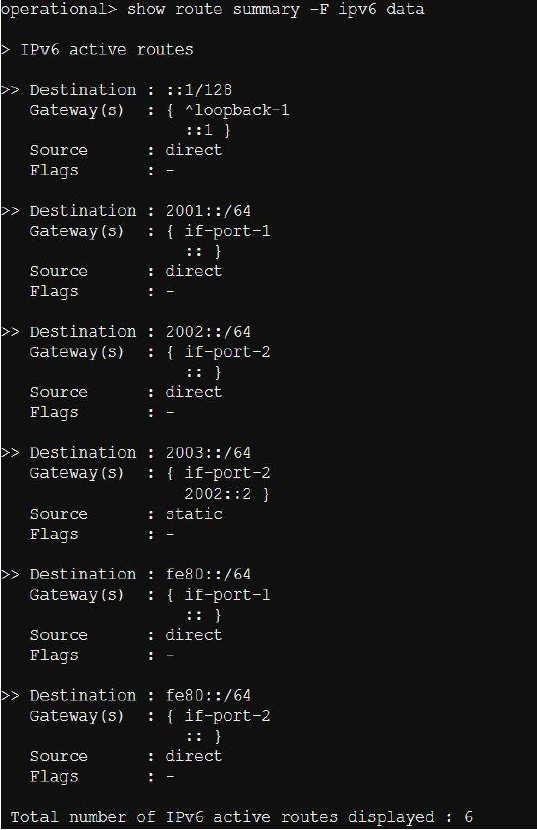 operational> show route summary -F ipv6 data
> IPv6 active routes
>> Destination : ::1/128
Gateway(s) : { ^loopback-1
::1 }
Source : direct
Flags : -
>> Destination : 2001::/64
Gateway(s) : { if-port-1
:: }
Source : direct
Flags : -
>> Destination : 2002::/64
Gateway(s) : { if-port-2
:: }
Source : direct
Flags : -
>> Destination : 2003::/64
Gateway(s) : { if-port-2
2002::2 }
Source : static
Flags : -
>> Destination : fe80::/64
Gateway(s) : { if-port-1
:: }
Source : direct
Flags : -
>> Destination : fe80::/64
Gateway(s) : { if-port-2
:: }
Source : direct
Flags : -
Total number of IPv6 active routes displayed : 6